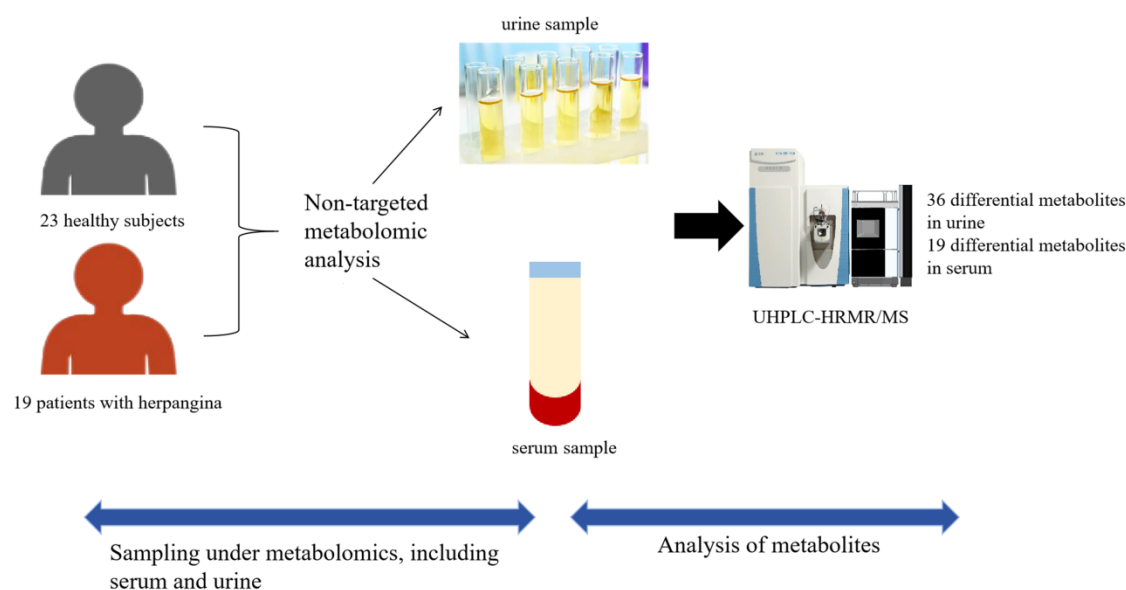 urine sample
23 healthy subjects
Non-targeted
metabolomic
analysis
36 differential metabolites
in urine
19 differential metabolites
in serum
UHPLC-HRMR/MS
19 patients with herpangina
serum sample
Sampling under metabolomics, including
serum and urine
Analysis of metabolites